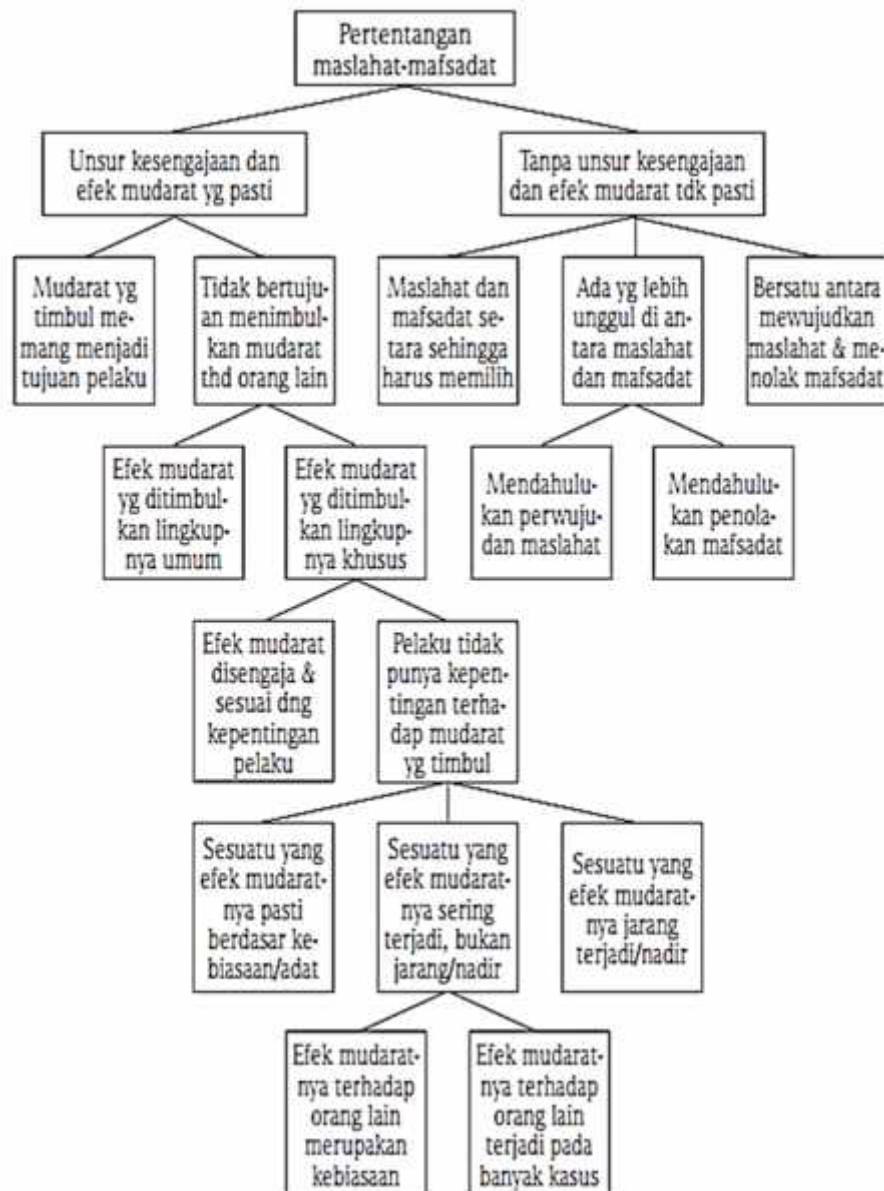 Pertentangan
maslahat-mafsadat
Unsur kesengajaan dan
efek mudarat yg pasti
Tanpa unsur kesengajaan
dan efek mudarat tdk pasti
Mudarat yg
timbul me-
mang menjadi
tujuan pelaku
Tidak bertuju-
an menimbul-
kan mudarat
thd orang lain
Maslahat dan
mafsadat se-
tara sehingga
harus memilih
Ada yg lebih
unggul di an-
tara maslahat
dan mafsadat
Bersatu antara
mewujudkan
maslahat & me-
nolak mafsadat
Efek mudarat
yg ditimbul-
kan lingkup-
nya umum
Efek mudarat
yg ditimbul-
kan lingkup-
nya khusus
Mendahulu-
kan perwuju-
dan maslahat
Mendahulu-
kan penola-
kan mafsadat
Efek mudarat
disengaja &
sesuai dng
kepentingan
pelaku
Pelaku tidak
punya kepen-
tingan terha-
dap mudarat
yg timbul
Sesuatu yang
efek mudarat-
nya pasti
berdasar ke-
biasaan/adat
Sesuatu yang
efek mudarat-
nya sering
terjadi, bukan
jarang/nadir
Sesuatu yang
efek mudarat-
nya jarang
terjadi/nadir
Efek mudarat-
nya terhadap
orang lain
merupakan
kebiasaan
Efek mudarat-
nya terhadap
orang lain
terjadi pada
banyak kasus